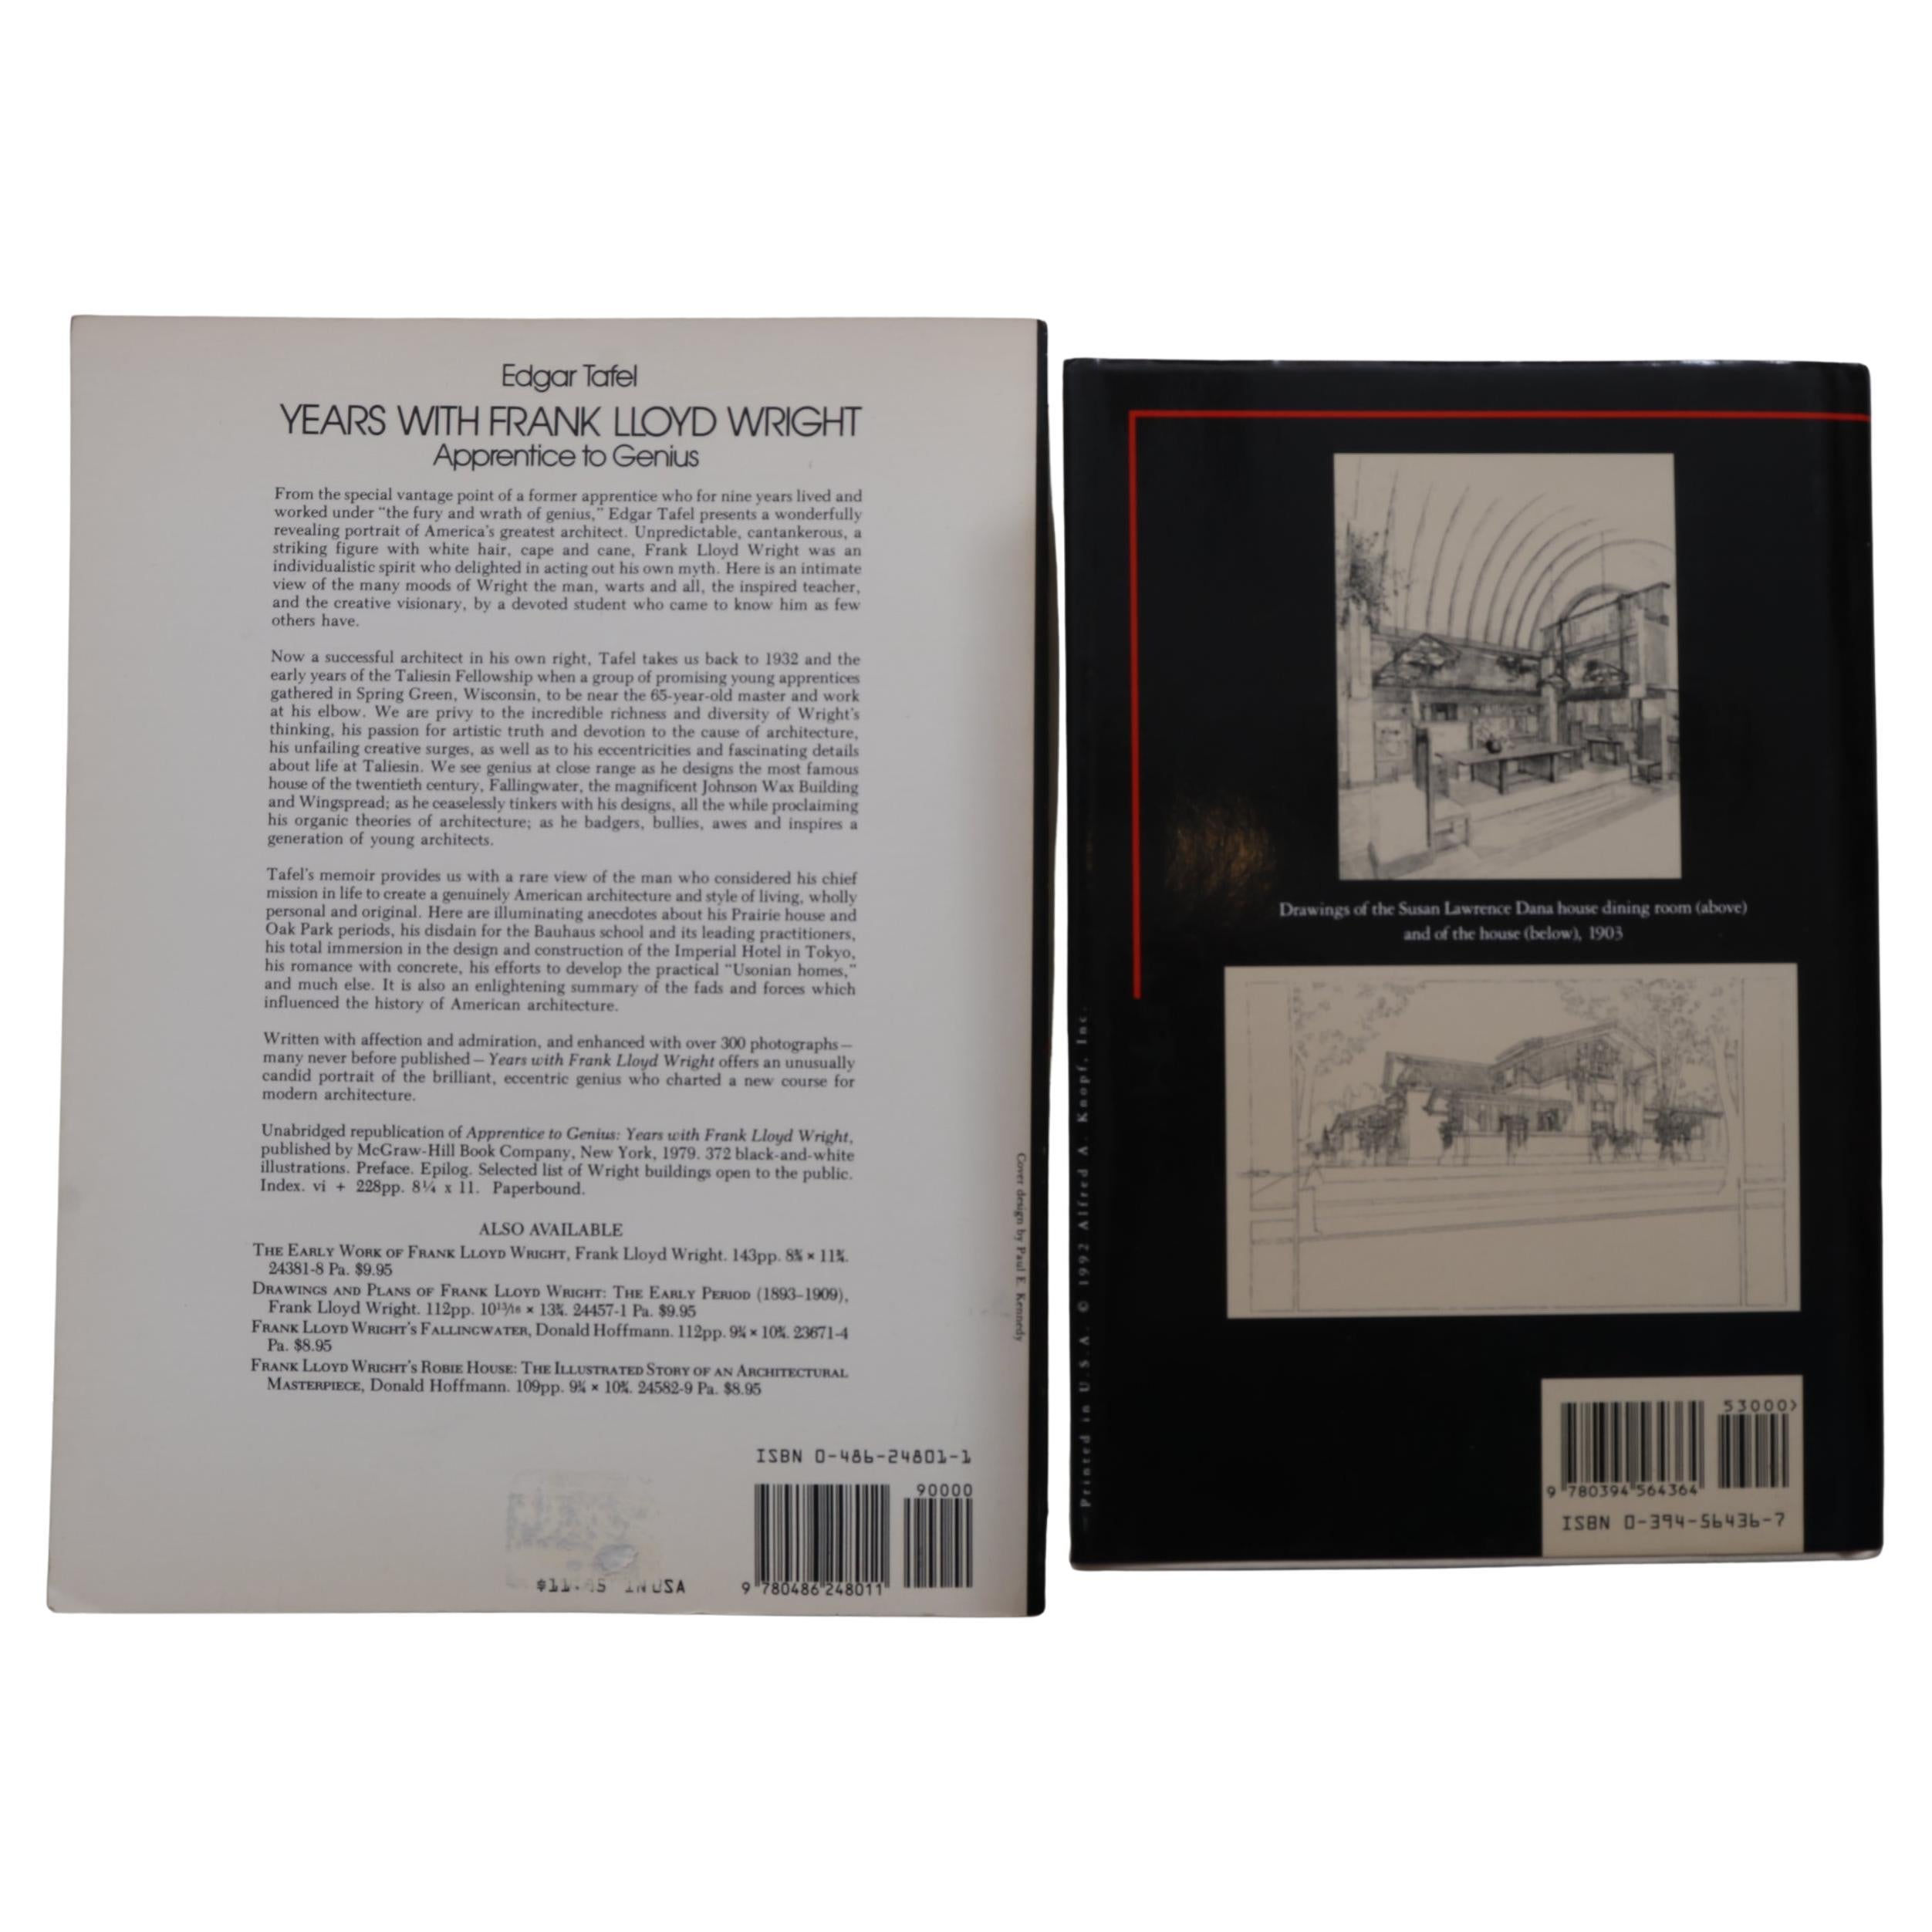 Edgar Tafel
YEARS WITH FRANK LLOYD WRIGHT
Apprentice to Genius
From the special vantage point of a former apprentice who for nine years lived and
worked under "the fury and wrath of genius," Edgar Tafel presents a wonderfully
revealing portrait of America's greatest architect. Unpredictable, cantankerous, a
striking figure with white hair, cape and cane, Frank Lloyd Wright was an
individualistic spirit who delighted in acting out his own myth. Here is an intimate
view of the many moods of Wright the man, warts and all, the inspired teacher,
and the creative visionary, by a devoted student who came to know him as few
others have.
Now a successful architect in his own right, Tafel takes us back to 1932 and the
early years of the Taliesin Fellowship when a group of promising young apprentices
gathered in Spring Green, Wisconsin, to be near the 65-year-old master and work
at his elbow. We are privy to the incredible richness and diversity of Wright's
thinking, his passion for artistic truth and devotion to the cause of architecture,
his unfailing creative surges, as well as to his eccentricities and fascinating details
about life at Taliesin. We see genius at close range as he designs the most famous
house of the twentieth century, Fallingwater, the magnificent Johnson Wax Building
and Wingspread; as he ceaselessly tinkers with his designs, all the while proclaiming
his organic theories of architecture; as he badgers, bullies, awes and inspires a
generation of young architects.
Tafel's memoir provides us with a rare view of the man who considered his chief
mission in life to create a genuinely American architecture and style of living, wholly
personal and original. Here are illuminating anecdotes about his Prairie house and
Oak Park periods, his disdain for the Bauhaus school and its leading practitioners,
his total immersion in the design and construction of the Imperial Hotel in Tokyo,
his romance with concrete, his efforts to develop the practical "Usonian homes,"
and much else. It is also an enlightening summary of the fads and forces which
influenced the history of American architecture.
Written with affection and admiration, and enhanced with over 300 photographs—
many never before published—Years with Frank Lloyd Wright offers an unusually
candid portrait of the brilliant, eccentric genius who charted a new course for
modern architecture.
Unabridged republication of Apprentice to Genius: Years with Frank Lloyd Wright,
published by McGraw-Hill Book Company, New York, 1979. 372 black-and-white
illustrations. Preface. Epilog. Selected list of Wright buildings open to the public.
Index. vi + 228pp. 8¼ x 11. Paperbound.
ALSO AVAILABLE
THE EARLY WORK OF FRANK LLOYD WRIGHT, Frank Lloyd Wright. 143pp. 8⅜ × 11¾.
24381-8 Pa. $9.95
DRAWINGS AND PLANS OF FRANK LLOYD WRIGHT: THE EARLY PERIOD (1893–1909),
Frank Lloyd Wright. 112pp. 10¹³/₁₆ × 13⅜. 24457-1 Pa. $9.95
FRANK LLOYD WRIGHT'S FALLINGWATER, Donald Hoffmann. 112pp. 9¼ × 10¾. 23671-4
Pa. $8.95
FRANK LLOYD WRIGHT'S ROBIE HOUSE: THE ILLUSTRATED STORY OF AN ARCHITECTURAL
MASTERPIECE, Donald Hoffmann. 109pp. 9¼ × 10¾. 24582-9 Pa. $8.95
Cover design by Paul E. Kennedy
ISBN 0-486-24801-1
90000
IN USA
9 780486 248011
Drawings of the Susan Lawrence Dana house dining room (above)
and of the house (below), 1903
Printed in U.S.A. © 1992 Alfred A. Knopf, Inc.
53000>
9 780394 564364
ISBN 0-394-56436-7